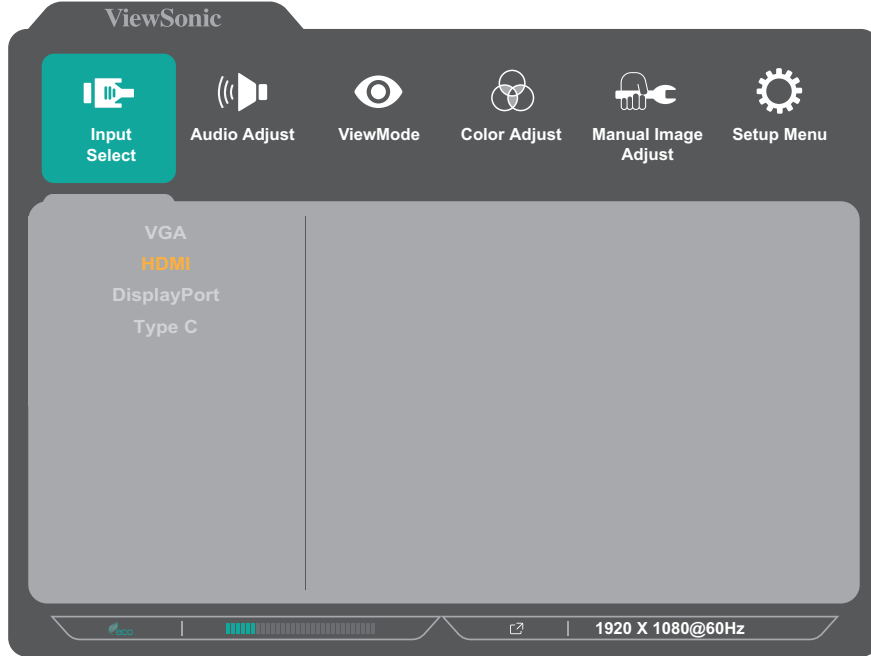 ViewSonic
Input
Select
Audio Adjust
ViewMode
Color Adjust
Manual Image
Adjust
Setup Menu
VGA
HDMI
DisplayPort
Type C
eco
1920 X 1080@60Hz